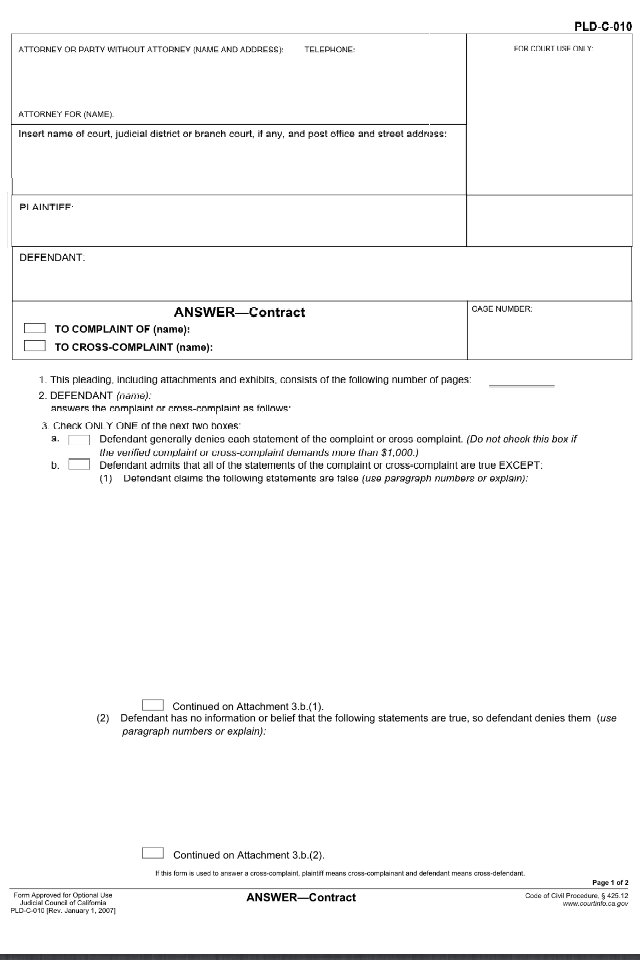 PLD-C-010
ATTORNEY OR PARTY WITHOUT ATTORNEY (NAME AND ADDRESS): TELEPHONE: FOR COURT USE ONLY:
ATTORNEY FOR (NAME).
Insert name of court, judicial district or branch court, if any, and post office and street address:
PLAINTIFF:
DEFENDANT.
ANSWER—Contract
CASE NUMBER:
TO COMPLAINT OF (name):
TO CROSS-COMPLAINT (name):
1. This pleading, including attachments and exhibits, consists of the following number of pages:
2. DEFENDANT (name):
answers the complaint or cross-complaint as follows:
3. Check ONLY ONE of the next two boxes:
a. Defendant generally denies each statement of the complaint or cross complaint. (Do not check this box if
the verified complaint or cross-complaint demands more than $1,000.)
b. Defendant admits that all of the statements of the complaint or cross-complaint are true EXCEPT:
(1) Defendant claims the following statements are false (use paragraph numbers or explain):
Continued on Attachment 3.b.(1).
(2) Defendant has no information or belief that the following statements are true, so defendant denies them (use
paragraph numbers or explain):
Continued on Attachment 3.b.(2).
If this form is used to answer a cross-complaint, plaintiff means cross-complainant and defendant means cross-defendant.
Page 1 of 2
Form Approved for Optional Use
Judicial Council of California
PLD-C-010 [Rev. January 1, 2007]
ANSWER—Contract
Code of Civil Procedure, § 425.12
www.courtinfo.ca.gov